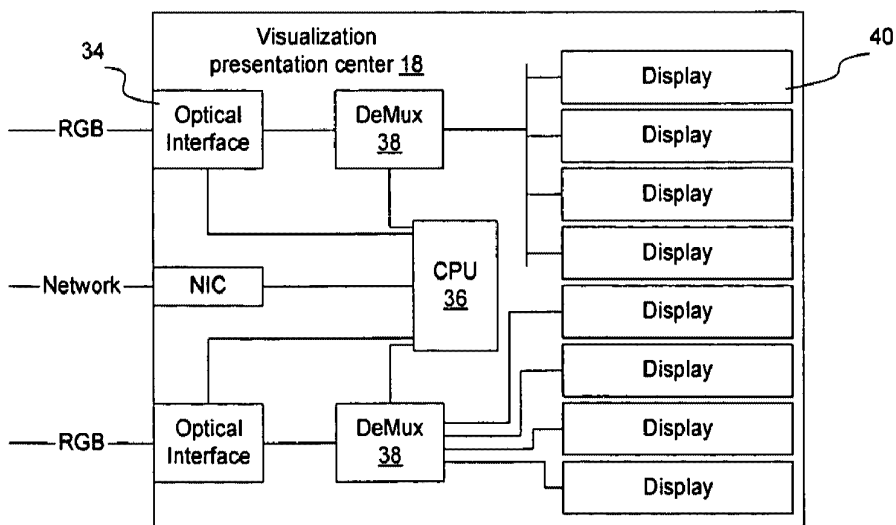 34
40
Visualization
presentation center 18
RGB
Optical
Interface
DeMux
38
Display
Display
Display
Display
Network
NIC
CPU
36
Display
Display
RGB
Optical
Interface
DeMux
38
Display
Display